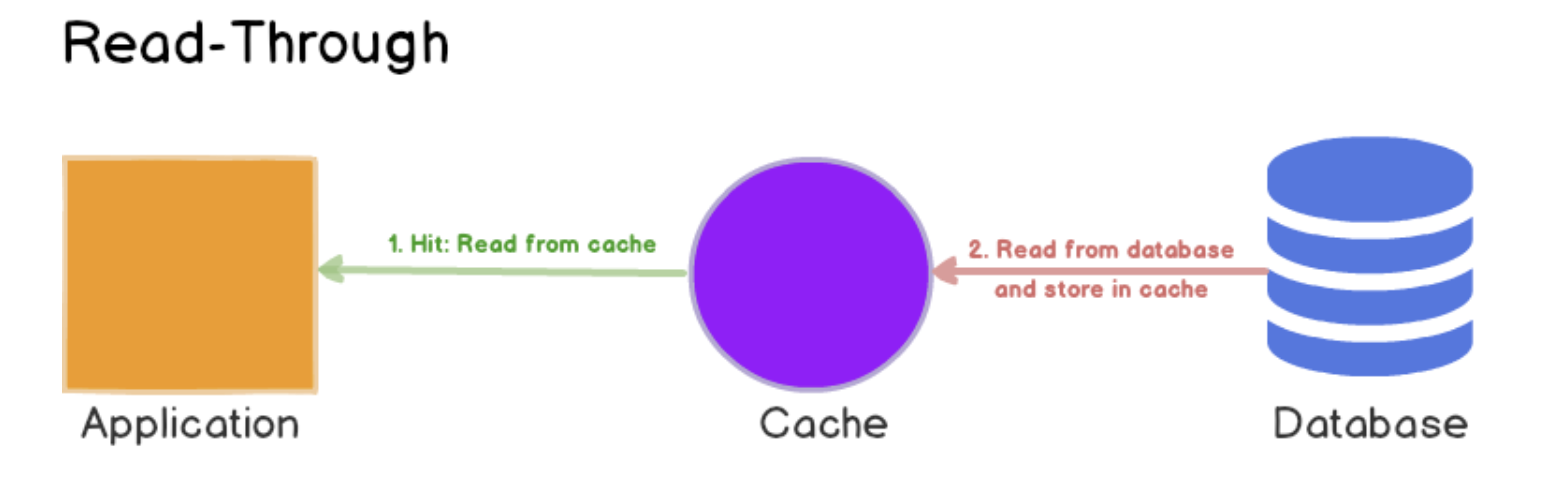 Read-Through
1. Hit: Read from cache
2. Read from database
and store in cache
Application
Cache
Database